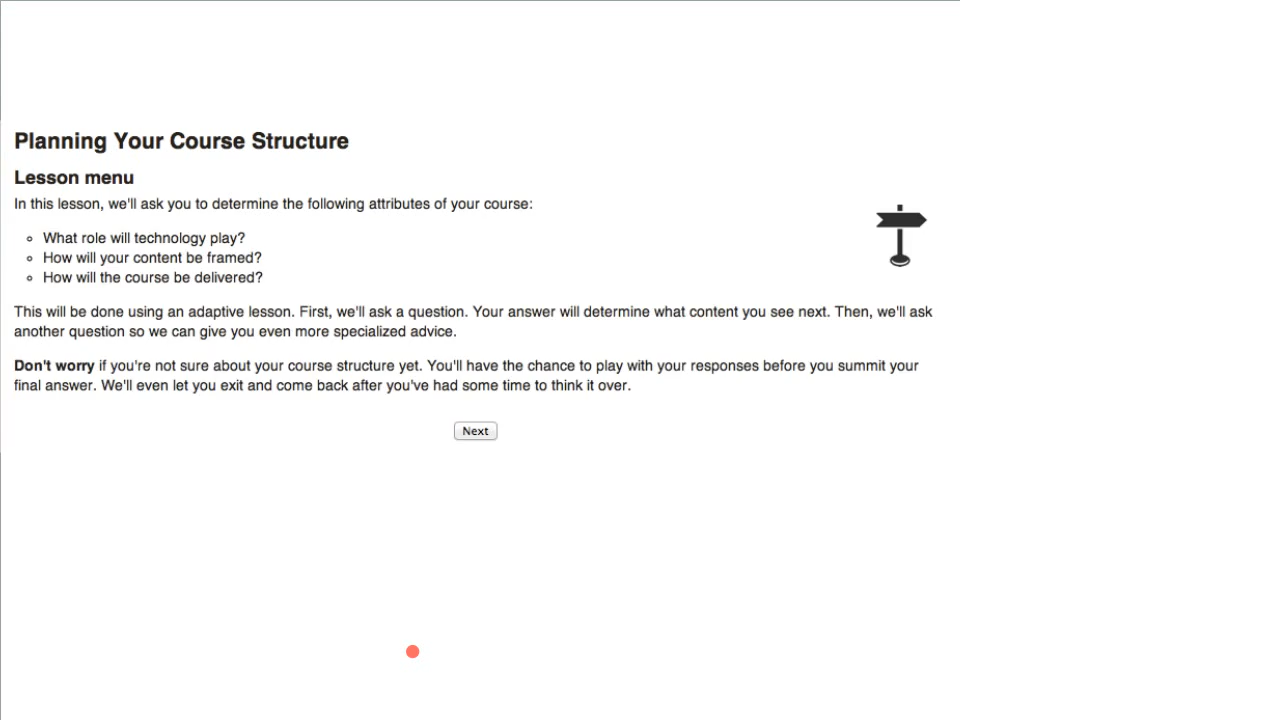 Planning Your Course Structure
Lesson menu
In this lesson, we'll ask you to determine the following attributes of your course:
What role will technology play?
How will your content be framed?
How will the course be delivered?
This will be done using an adaptive lesson. First, we'll ask a question. Your answer will determine what content you see next. Then, we'll ask
another question so we can give you even more specialized advice.
Don't worry if you're not sure about your course structure yet. You'll have the chance to play with your responses before you summit your
final answer. We'll even let you exit and come back after you've had some time to think it over.
Next